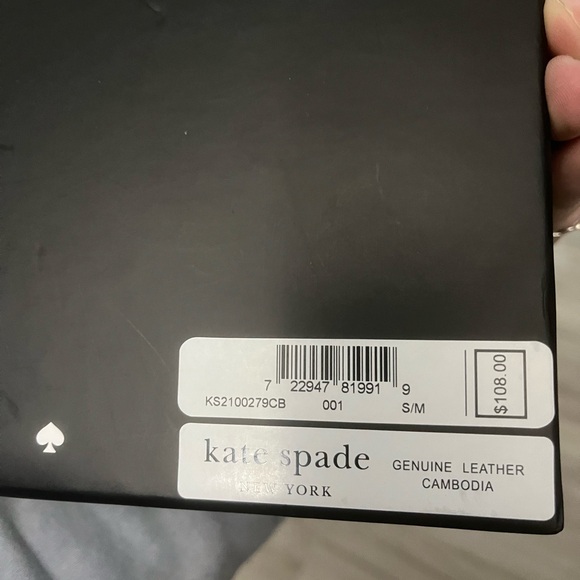 7 22947 81991 9
KS2100279CB 001 S/M
$108.00
kate spade
NEW YORK
GENUINE LEATHER
CAMBODIA